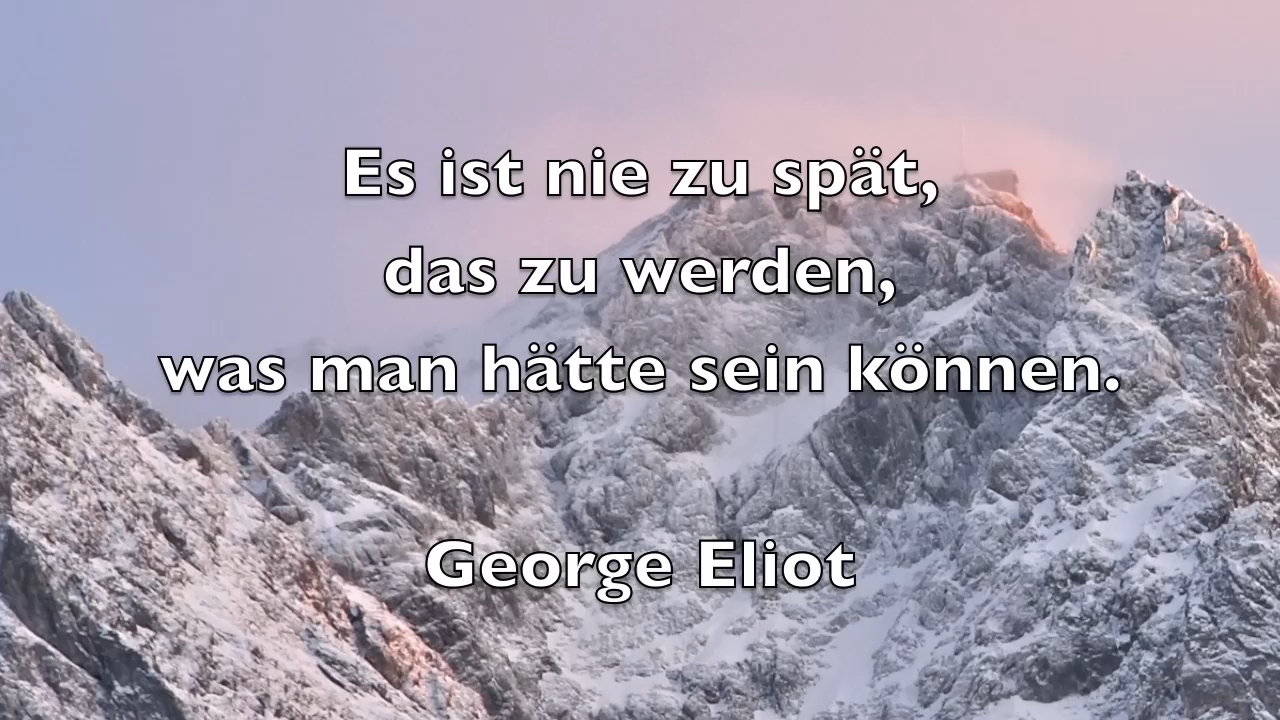 Es ist nie zu spät,
das zu werden,
was man hätte sein können.
George Eliot